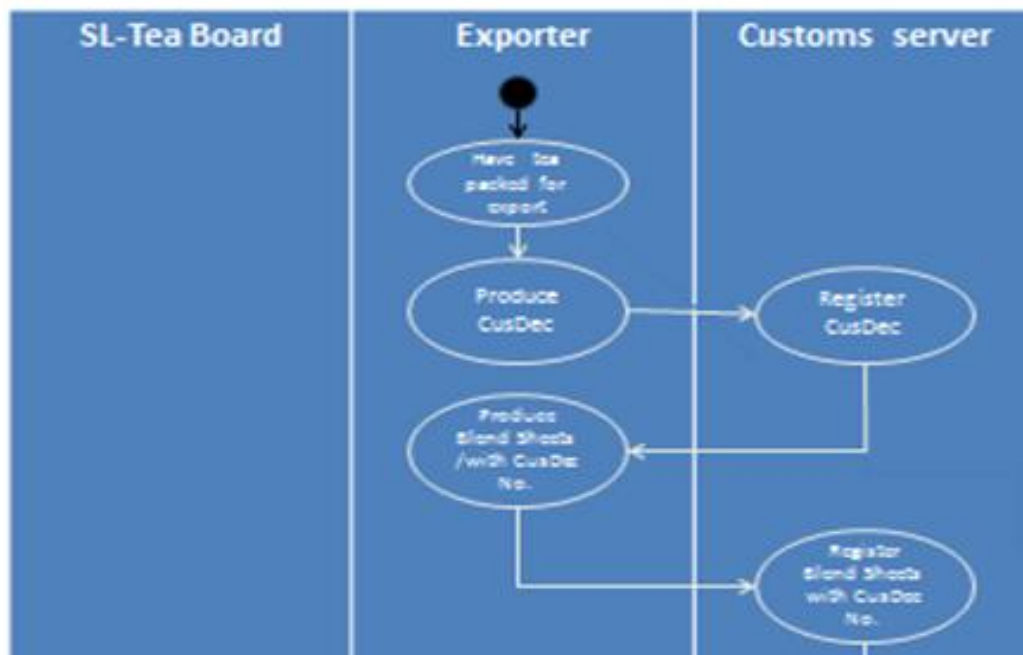 SL-Tea Board
Exporter
Customs server
Have tea
packed for
export
Produce
CusDec
Register
CusDec
Produce
Blend Sheets
/with CusDec
No.
Register
Blend Sheets
with CusDec
No.